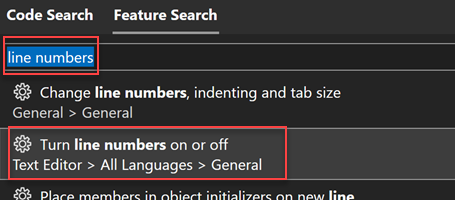 Code Search Feature Search
line numbers
Change line numbers, indenting and tab size
General > General
Turn line numbers on or off
Text Editor > All Languages > General
Place members in object initializers on new line